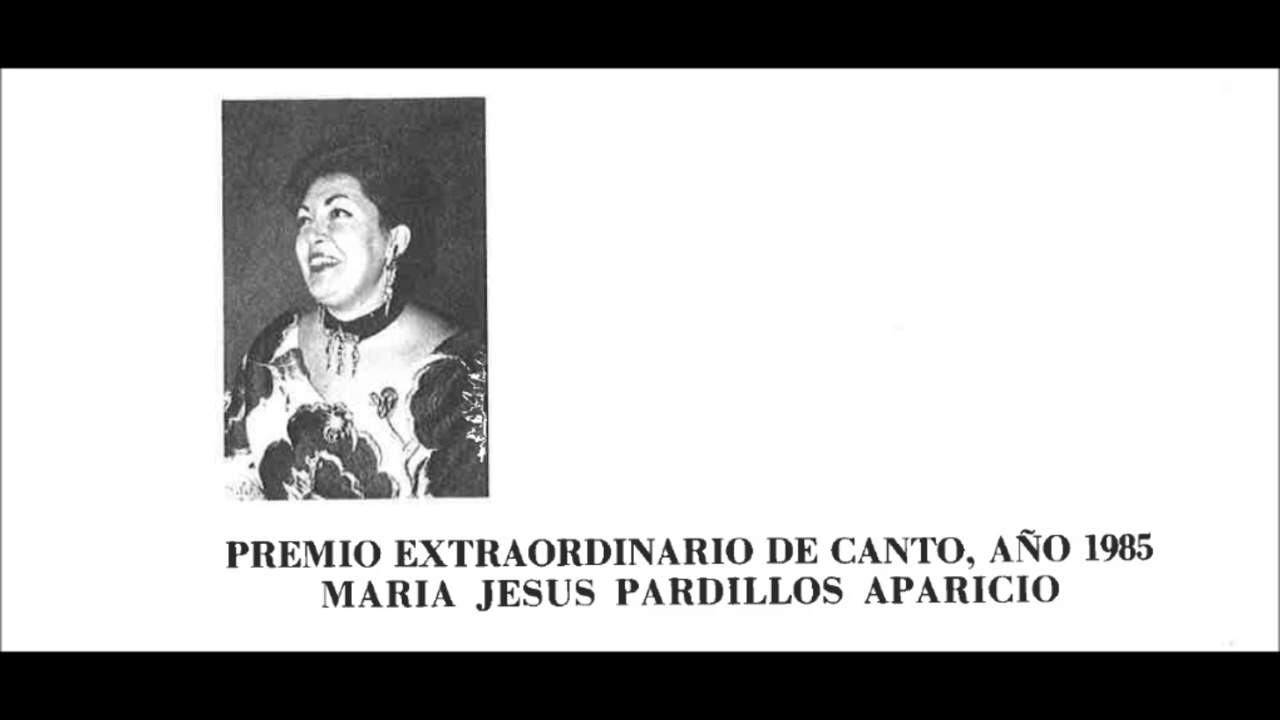 PREMIO EXTRAORDINARIO DE CANTO, AÑO 1985
MARIA JESUS PARDILLOS APARICIO